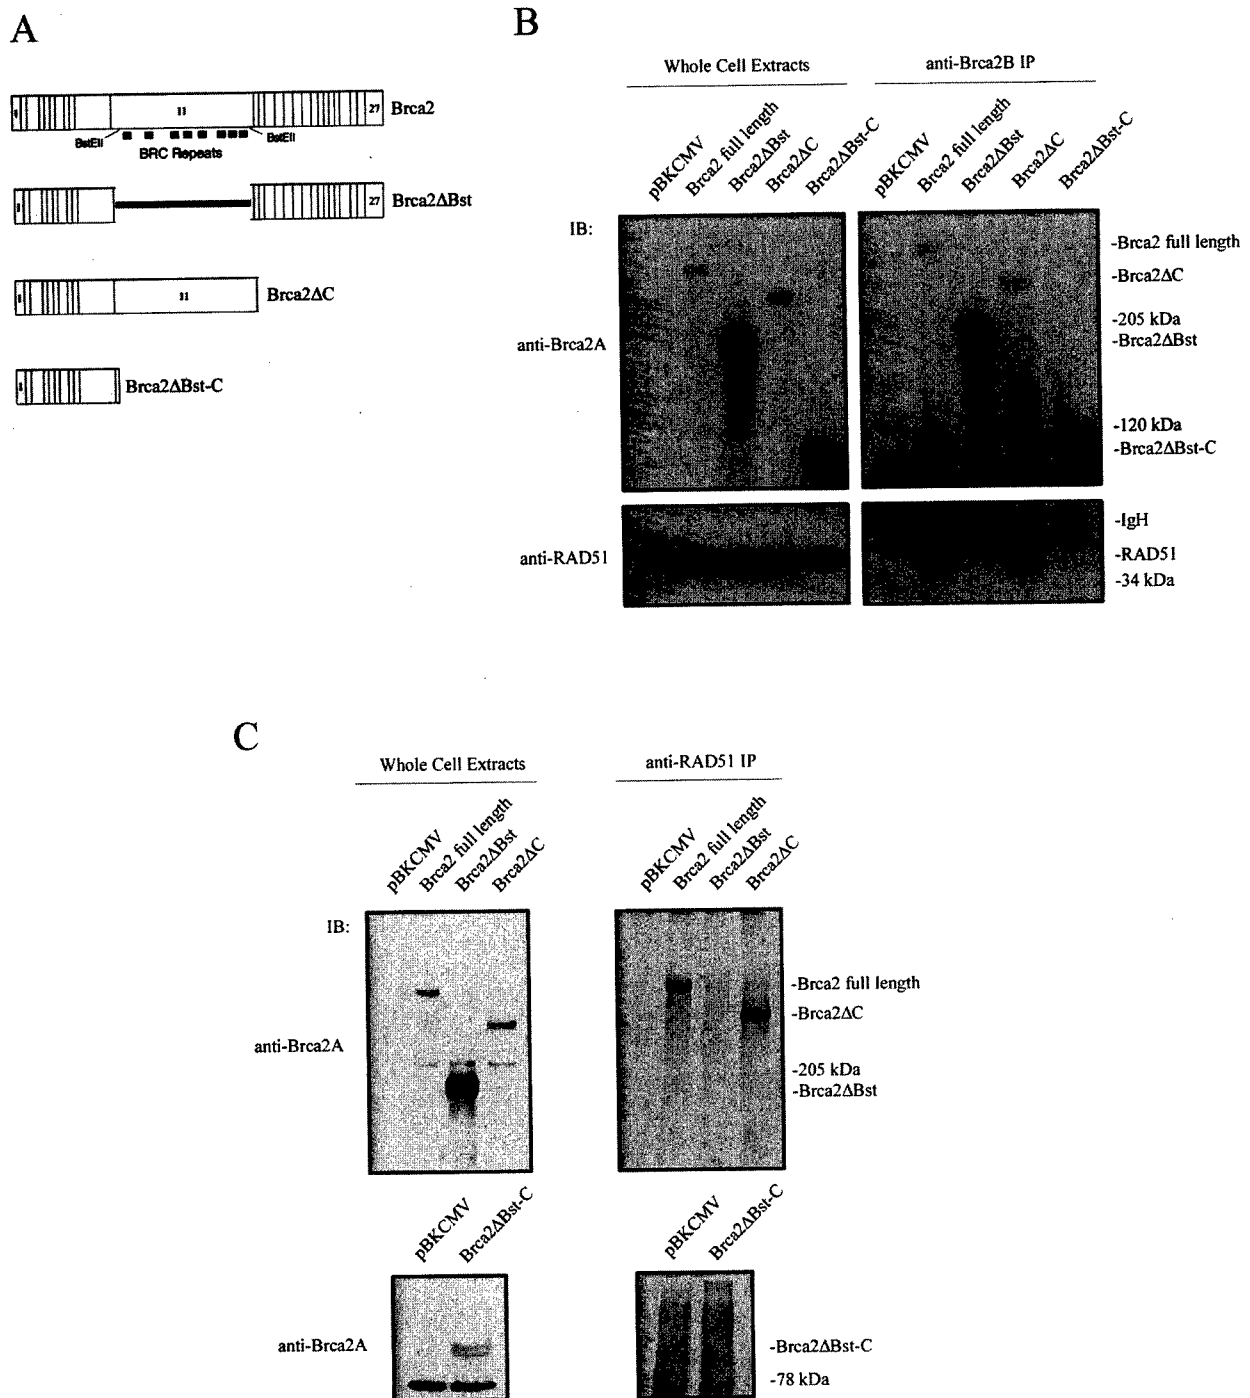 A
11
27
Brca2
BstEII
BstEII
BRC Repeats
1
27
Brca2ΔBst
1
11
Brca2ΔC
1
Brca2ΔBst-C
B
Whole Cell Extracts
anti-Brca2B IP
pBKCMV
Brca2 full length
Brca2ΔBst
Brca2ΔC
Brca2ΔBst-C
pBKCMV
Brca2 full length
Brca2ΔBst
Brca2ΔC
Brca2ΔBst-C
IB:
-Brca2 full length
-Brca2ΔC
-205 kDa
anti-Brca2A
-Brca2ΔBst
-120 kDa
-Brca2ΔBst-C
-IgH
anti-RAD51
-RAD51
-34 kDa
C
Whole Cell Extracts
anti-RAD51 IP
pBKCMV
Brca2 full length
Brca2ΔBst
Brca2ΔC
pBKCMV
Brca2 full length
Brca2ΔBst
Brca2ΔC
IB:
-Brca2 full length
-Brca2ΔC
anti-Brca2A
-205 kDa
-Brca2ΔBst
pBKCMV
Brca2ΔBst-C
pBKCMV
Brca2ΔBst-C
anti-Brca2A
-Brca2ΔBst-C
-78 kDa